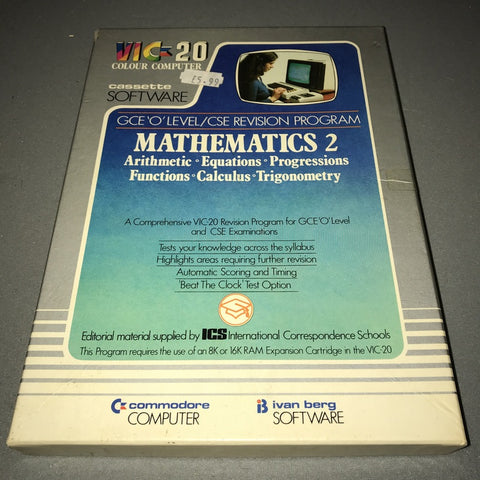 VIC-20
COLOUR COMPUTER
£5.99
cassette
SOFTWARE
GCE 'O' LEVEL/CSE REVISION PROGRAM
MATHEMATICS 2
Arithmetic • Equations • Progressions
Functions • Calculus • Trigonometry
A Comprehensive VIC-20 Revision Program for GCE 'O' Level
and CSE Examinations
Tests your knowledge across the syllabus
Highlights areas requiring further revision
Automatic Scoring and Timing
'Beat The Clock' Test Option
Editorial material supplied by ICS International Correspondence Schools
This Program requires the use of an 8K or 16K RAM Expansion Cartridge in the VIC-20
commodore
COMPUTER
ivan berg
SOFTWARE